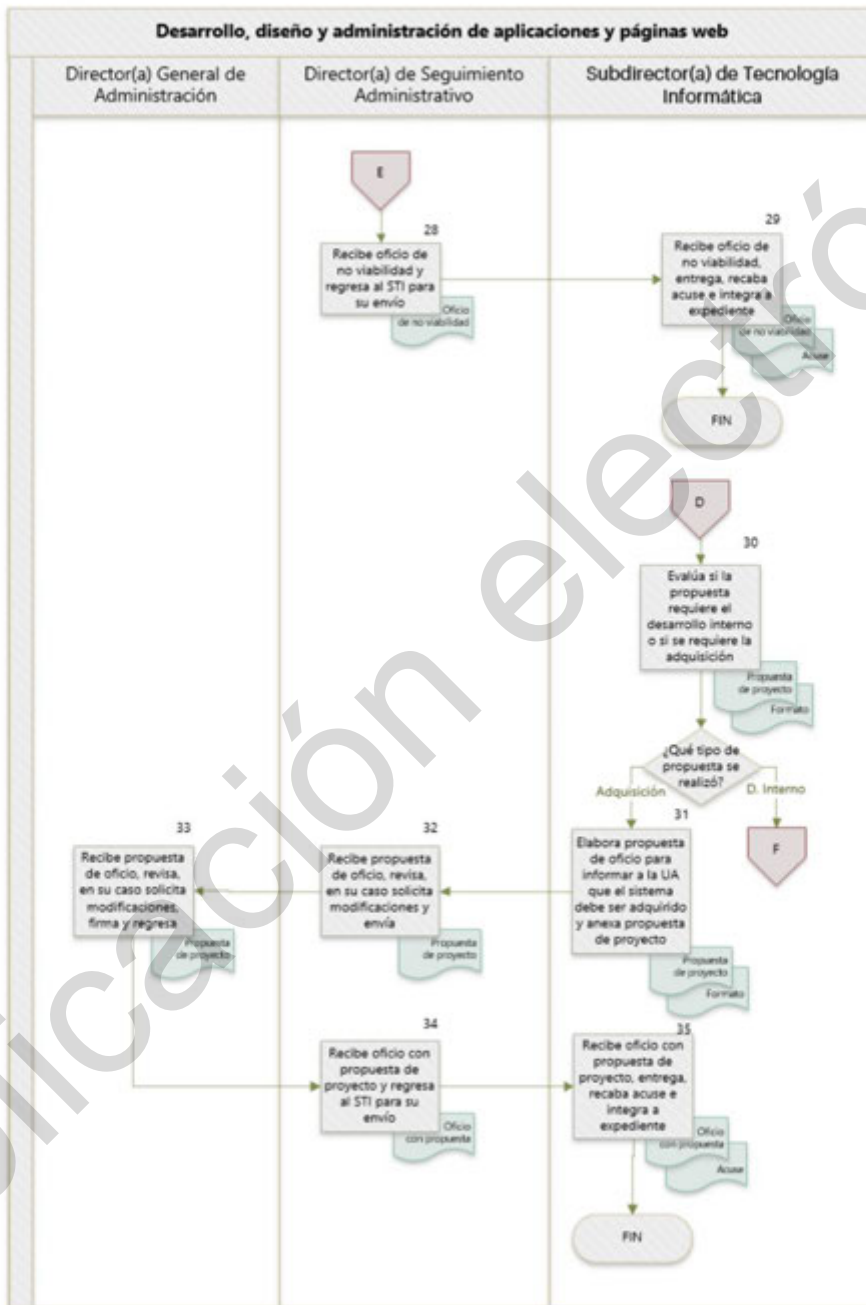 Desarrollo, diseño y administración de aplicaciones y páginas web
Director(a) General de
Administración
Director(a) de Seguimiento
Administrativo
Subdirector(a) de Tecnología
Informática
E
28
Recibe oficio de
no viabilidad y
regresa al STI para
su envío
Oficio
de no viabilidad
29
Recibe oficio de
no viabilidad,
entrega, recaba
acuse e integra a
expediente
Oficio
de no viabilidad
Acuse
FIN
D
30
Evalúa si la
propuesta
requiere el
desarrollo interno
o si se requiere la
adquisición
Propuesta
de proyecto
Formato
¿Qué tipo de
propuesta se
realizó?
Adquisición
D. Interno
F
31
Elabora propuesta
de oficio para
informar a la UA
que el sistema
debe ser adquirido
y anexa propuesta
de proyecto
Propuesta
de proyecto
Formato
32
Recibe propuesta
de oficio, revisa,
en su caso solicita
modificaciones y
envía
Propuesta
de proyecto
33
Recibe propuesta
de oficio, revisa,
en su caso solicita
modificaciones,
firma y regresa
Propuesta
de proyecto
34
Recibe oficio con
propuesta de
proyecto y regresa
al STI para su
envío
Oficio
con propuesta
35
Recibe oficio con
propuesta de
proyecto, entrega,
recaba acuse e
integra a
expediente
Oficio
con propuesta
Acuse
FIN
plicación electró